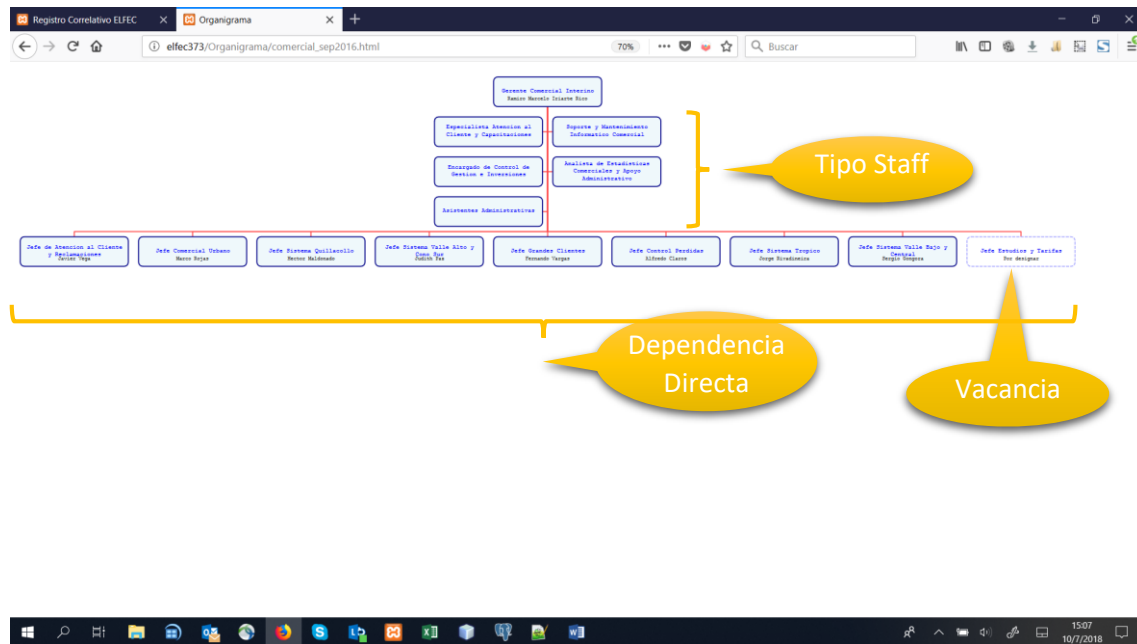 Registro Correlativo ELFEC
Organigrama
elfec373/Organigrama/comercial_sep2016.html
70%
Buscar
Gerente Comercial Interino
Ramiro Marcelo Iriarte Rico
Especialista Atencion al
Cliente y Capacitaciones
Soporte y Mantenimiento
Informatico Comercial
Encargado de Control de
Gestion e Inversiones
Analista de Estadisticas
Comerciales y Apoyo
Administrativo
Asistentes Administrativas
Tipo Staff
Jefe de Atencion al Cliente
y Reclamaciones
Javier Vega
Jefe Comercial Urbano
Marco Rojas
Jefe Sistema Quillacollo
Hector Maldonado
Jefe Sistema Valle Alto y
Cono Sur
Judith Paz
Jefe Grandes Clientes
Fernando Vargas
Jefe Control Perdidas
Alfredo Claros
Jefe Sistema Tropico
Jorge Rivadineira
Jefe Sistema Valle Bajo y
Central
Sergio Gongora
Jefe Estudios y Tarifas
Por designar
Dependencia
Directa
Vacancia
15:07
10/7/2018